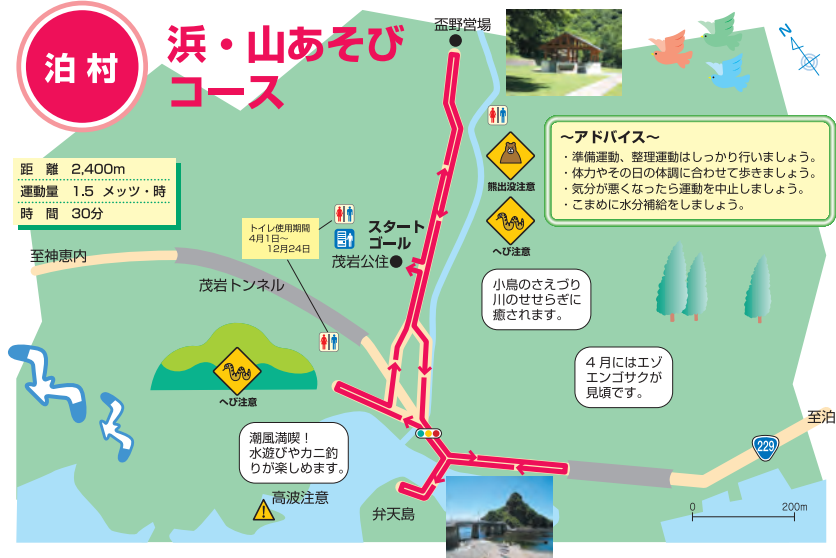 泊村
浜・山あそび
コース
盃野営場
N
距　離　2,400m
運動量　1.5　メッツ・時
時　間　30分
～アドバイス～
・準備運動、整理運動はしっかり行いましょう。
・体力やその日の体調に合わせて歩きましょう。
・気分が悪くなったら運動を中止しましょう。
・こまめに水分補給をしましょう。
熊出没注意
へび注意
トイレ使用期間
4月1日～
12月24日
スタート
ゴール
茂岩公住
至神恵内
茂岩トンネル
小鳥のさえづり
川のせせらぎに
癒されます。
4月にはエゾ
エンゴサクが
見頃です。
へび注意
至泊
229
潮風満喫！
水遊びやカニ釣
りが楽しめます。
高波注意
弁天島
0　200m